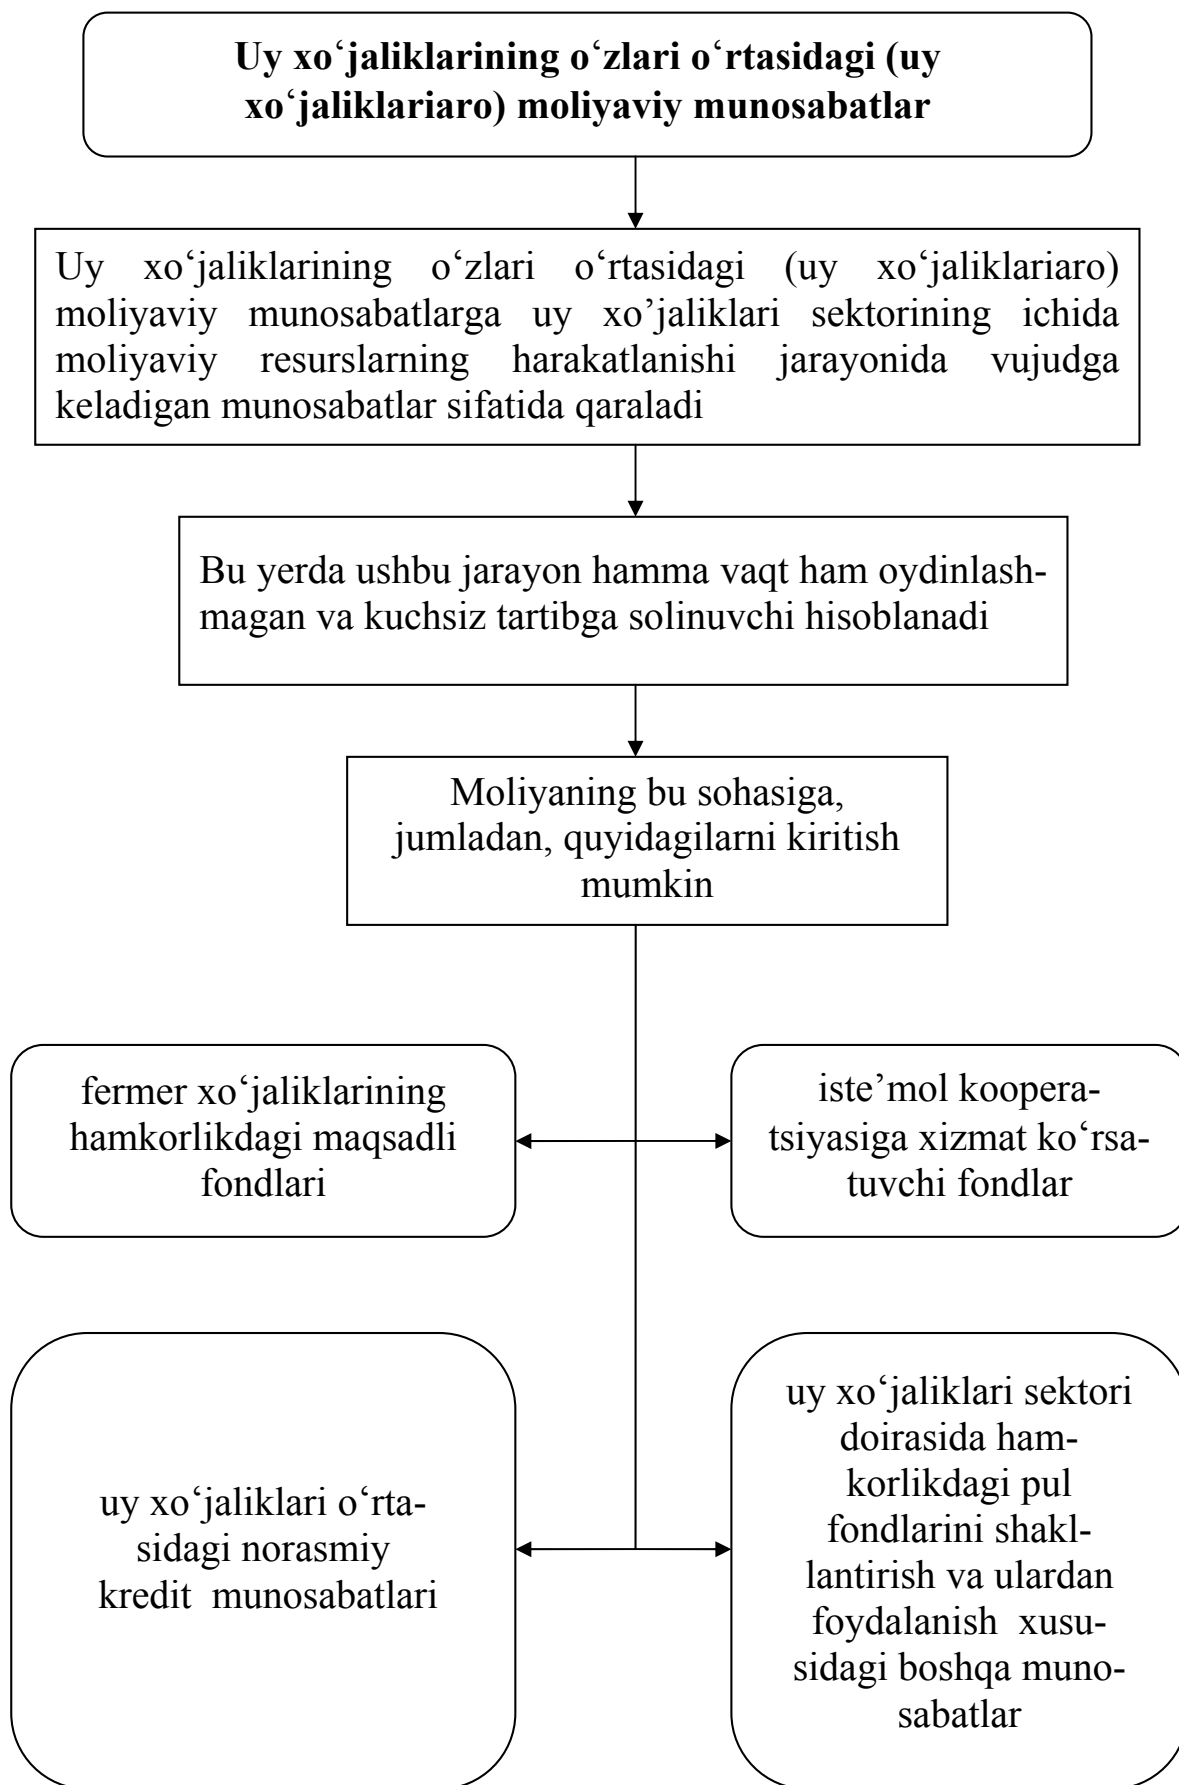 Uy xo‘jaliklarining o‘zlari o‘rtasidagi (uy
xo‘jaliklariaro) moliyaviy munosabatlar
Uy xo‘jaliklarining o‘zlari o‘rtasidagi (uy xo‘jaliklariaro)
moliyaviy munosabatlarga uy xo’jaliklari sektorining ichida
moliyaviy resurslarning harakatlanishi jarayonida vujudga
keladigan munosabatlar sifatida qaraladi
Bu yerda ushbu jarayon hamma vaqt ham oydinlash-
magan va kuchsiz tartibga solinuvchi hisoblanadi
Moliyaning bu sohasiga,
jumladan, quyidagilarni kiritish
mumkin
fermer xo‘jaliklarining
hamkorlikdagi maqsadli
fondlari
iste’mol koopera-
tsiyasiga xizmat ko‘rsa-
tuvchi fondlar
uy xo‘jaliklari o‘rta-
sidagi norasmiy
kredit munosabatlari
uy xo‘jaliklari sektori
doirasida ham-
korlikdagi pul
fondlarini shakl-
lantirish va ulardan
foydalanish xusu-
sidagi boshqa muno-
sabatlar